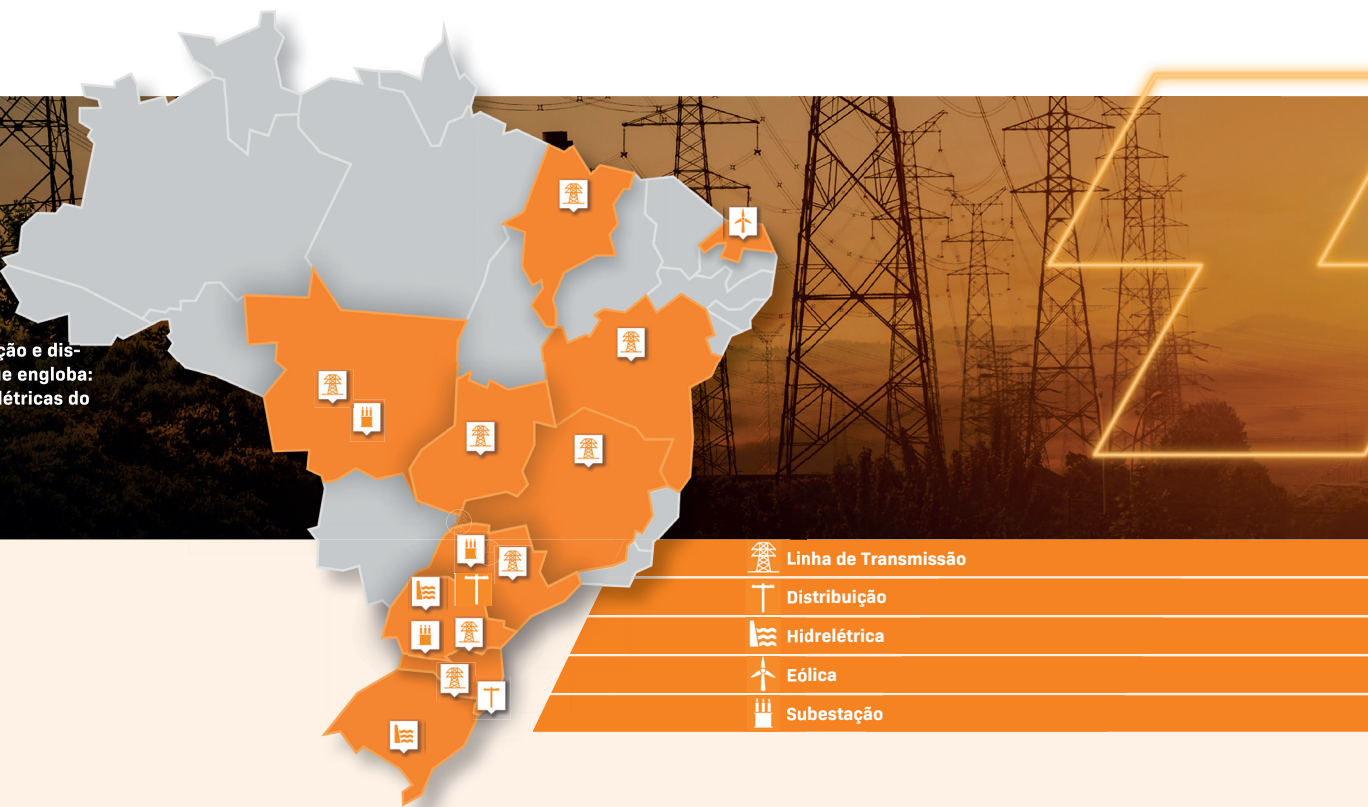 ção e dis-
e engloba:
létricas do
Linha de Transmissão
Distribuição
Hidrelétrica
Eólica
Subestação